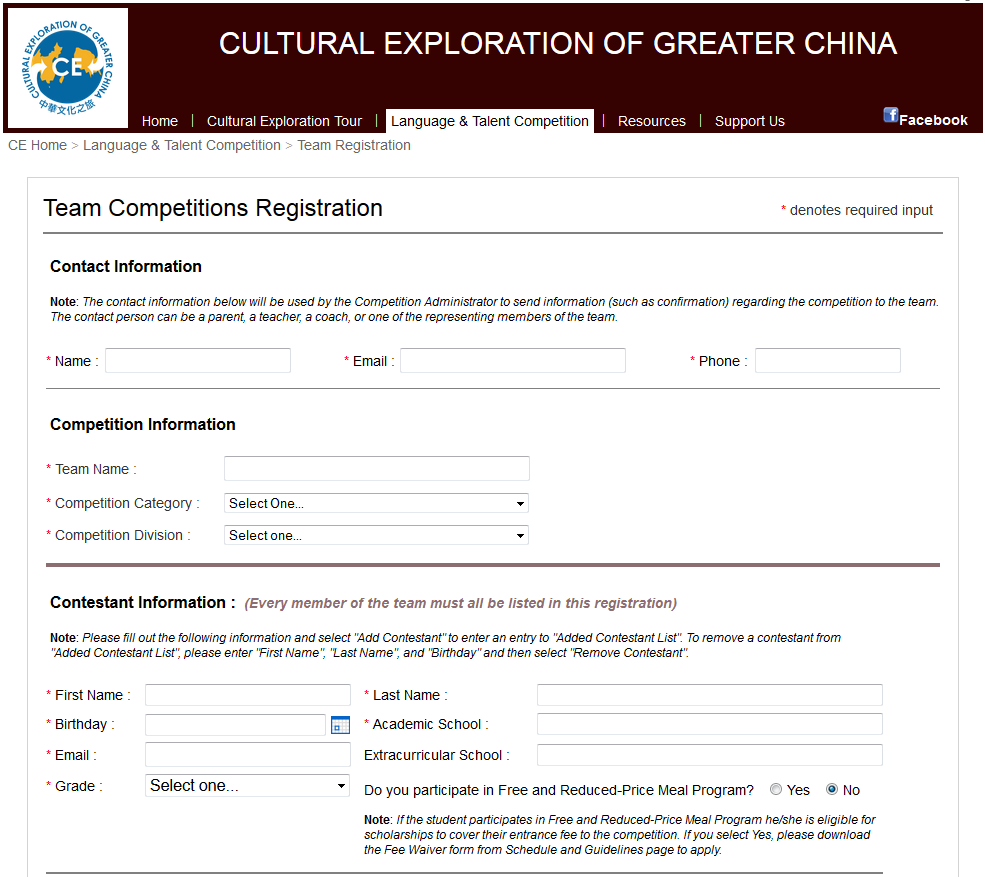 CULTURAL EXPLORATION OF GREATER CHINA
CE
中華文化之旅
CULTURAL EXPLORATION OF GREATER CHINA
Home | Cultural Exploration Tour | Language & Talent Competition | Resources | Support Us
f Facebook
CE Home > Language & Talent Competition > Team Registration
Team Competitions Registration
* denotes required input
Contact Information
Note: The contact information below will be used by the Competition Administrator to send information (such as confirmation) regarding the competition to the team.
The contact person can be a parent, a teacher, a coach, or one of the representing members of the team.
* Name : * Email : * Phone :
Competition Information
* Team Name :
* Competition Category : Select One...
* Competition Division : Select one...
Contestant Information : (Every member of the team must all be listed in this registration)
Note: Please fill out the following information and select "Add Contestant" to enter an entry to "Added Contestant List". To remove a contestant from
"Added Contestant List", please enter "First Name", "Last Name", and "Birthday" and then select "Remove Contestant".
* First Name : * Last Name :
* Birthday : * Academic School :
* Email : Extracurricular School :
* Grade : Select one... Do you participate in Free and Reduced-Price Meal Program? Yes No
Note: If the student participates in Free and Reduced-Price Meal Program he/she is eligible for
scholarships to cover their entrance fee to the competition. If you select Yes, please download
the Fee Waiver form from Schedule and Guidelines page to apply.